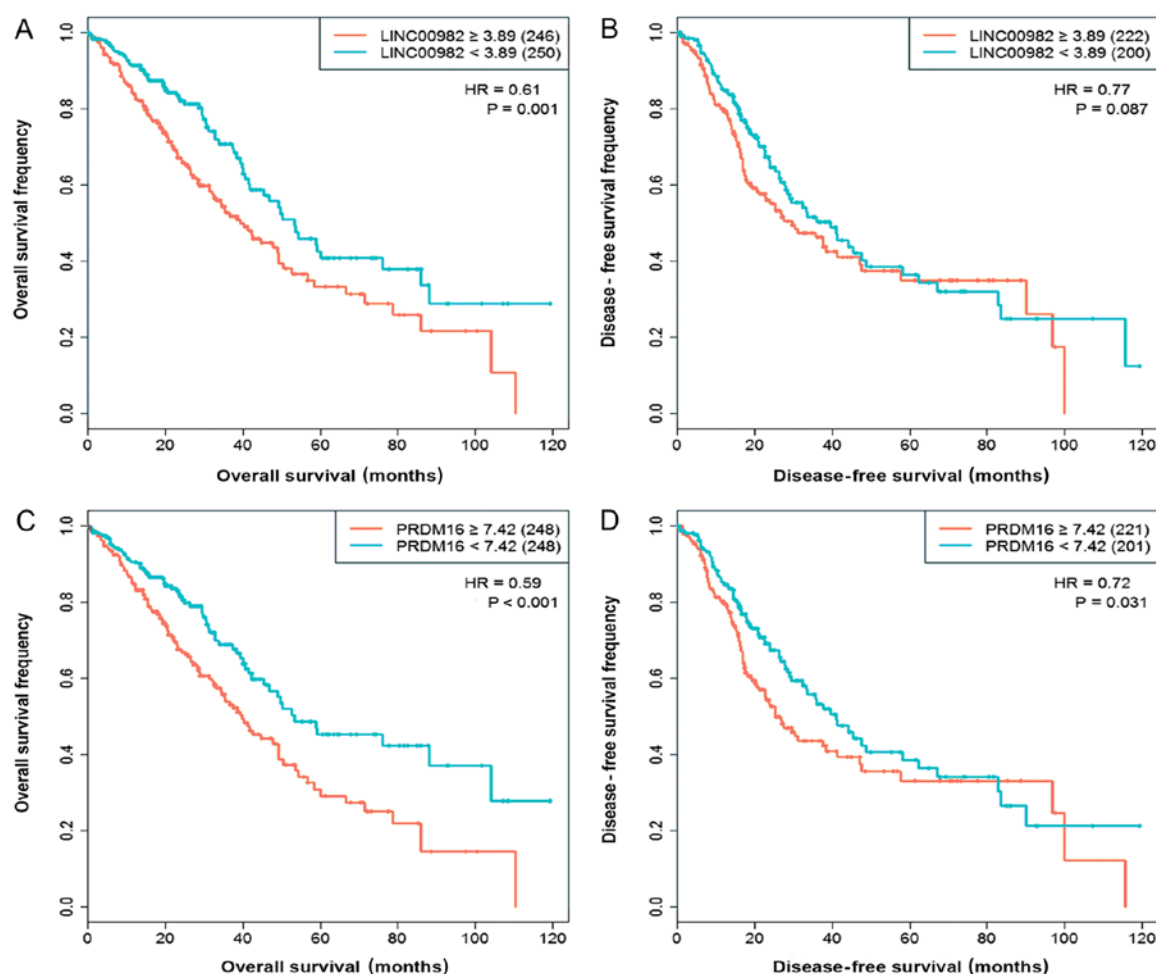 A
LINC00982 ≥ 3.89 (246)
LINC00982 < 3.89 (250)
HR = 0.61
P = 0.001
Overall survival frequency
1.0
0.8
0.6
0.4
0.2
0.0
0 20 40 60 80 100 120
Overall survival (months)
B
LINC00982 ≥ 3.89 (222)
LINC00982 < 3.89 (200)
HR = 0.77
P = 0.087
Disease - free survival frequency
1.0
0.8
0.6
0.4
0.2
0.0
0 20 40 60 80 100 120
Disease-free survival (months)
C
PRDM16 ≥ 7.42 (248)
PRDM16 < 7.42 (248)
HR = 0.59
P < 0.001
Overall survival frequency
1.0
0.8
0.6
0.4
0.2
0.0
0 20 40 60 80 100 120
Overall survival (months)
D
PRDM16 ≥ 7.42 (221)
PRDM16 < 7.42 (201)
HR = 0.72
P = 0.031
Disease - free survival frequency
1.0
0.8
0.6
0.4
0.2
0.0
0 20 40 60 80 100 120
Disease-free survival (months)